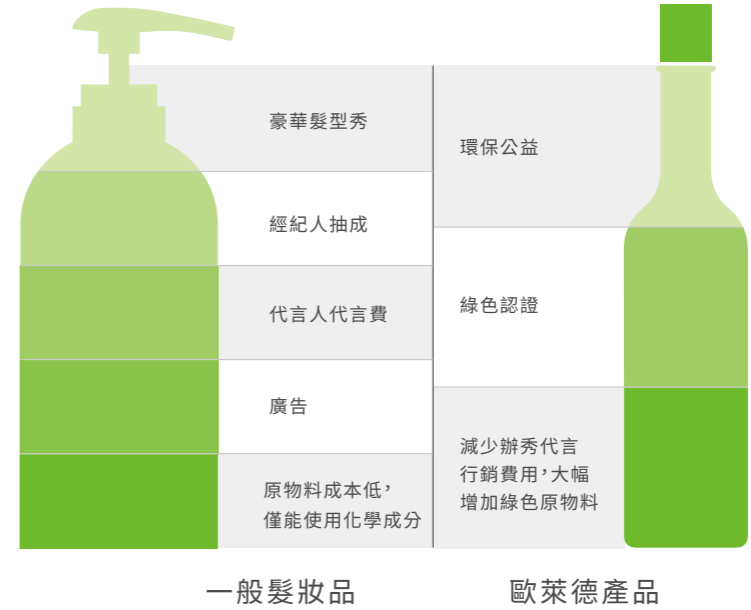 豪華髮型秀
經紀人抽成
代言人代言費
廣告
原物料成本低，
僅能使用化學成分
環保公益
綠色認證
減少辦秀代言
行銷費用，大幅
增加綠色原物料
一般髮妝品
歐萊德產品